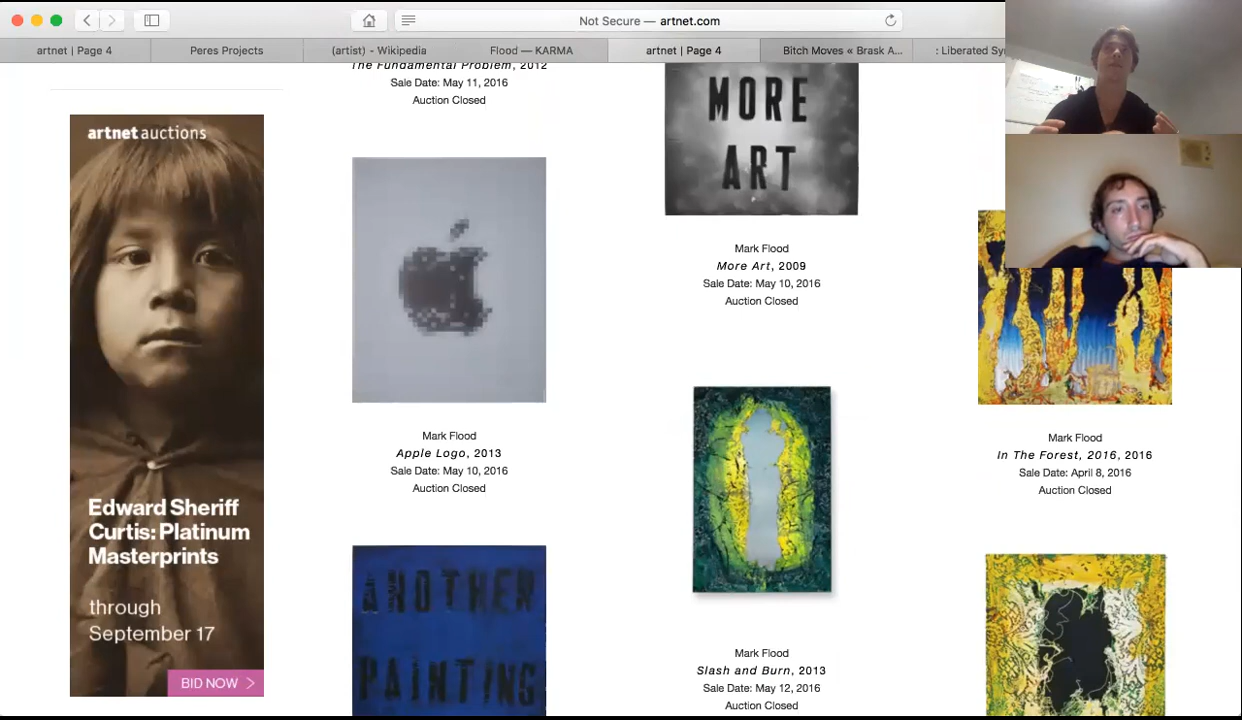 Not Secure — artnet.com
artnet | Page 4
Peres Projects
(artist) - Wikipedia
Flood — KARMA
artnet | Page 4
Bitch Moves « Brask A...
: Liberated Sy
The Fundamental Problem, 2012
Sale Date: May 11, 2016
Auction Closed
artnet auctions
Edward Sheriff
Curtis: Platinum
Masterprints
through
September 17
BID NOW >
Mark Flood
Apple Logo, 2013
Sale Date: May 10, 2016
Auction Closed
ANOTHER
PAINTING
MORE
ART
Mark Flood
More Art, 2009
Sale Date: May 10, 2016
Auction Closed
Mark Flood
Slash and Burn, 2013
Sale Date: May 12, 2016
Auction Closed
Mark Flood
In The Forest, 2016, 2016
Sale Date: April 8, 2016
Auction Closed